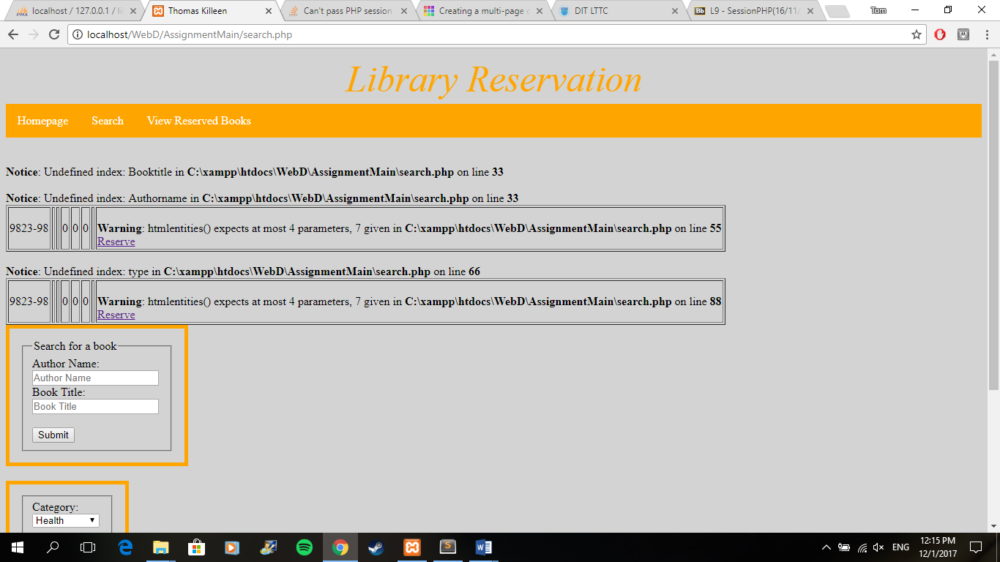 localhost / 127.0.0.1 / li
Thomas Killeen
Can't pass PHP session
Creating a multi-page c
DIT LTTC
Bb L9 - SessionPHP(16/11/
Tom
localhost/WebD/AssignmentMain/search.php
Library Reservation
Homepage Search View Reserved Books
Notice: Undefined index: Booktitle in C:\xampp\htdocs\WebD\AssignmentMain\search.php on line 33
Notice: Undefined index: Authorname in C:\xampp\htdocs\WebD\AssignmentMain\search.php on line 33
9823-98 0 0 0
Warning: htmlentities() expects at most 4 parameters, 7 given in C:\xampp\htdocs\WebD\AssignmentMain\search.php on line 55
Reserve
Notice: Undefined index: type in C:\xampp\htdocs\WebD\AssignmentMain\search.php on line 66
9823-98 0 0 0
Warning: htmlentities() expects at most 4 parameters, 7 given in C:\xampp\htdocs\WebD\AssignmentMain\search.php on line 88
Reserve
Search for a book
Author Name:
Author Name
Book Title:
Book Title
Submit
Category:
Health
ENG
12:15 PM
12/1/2017